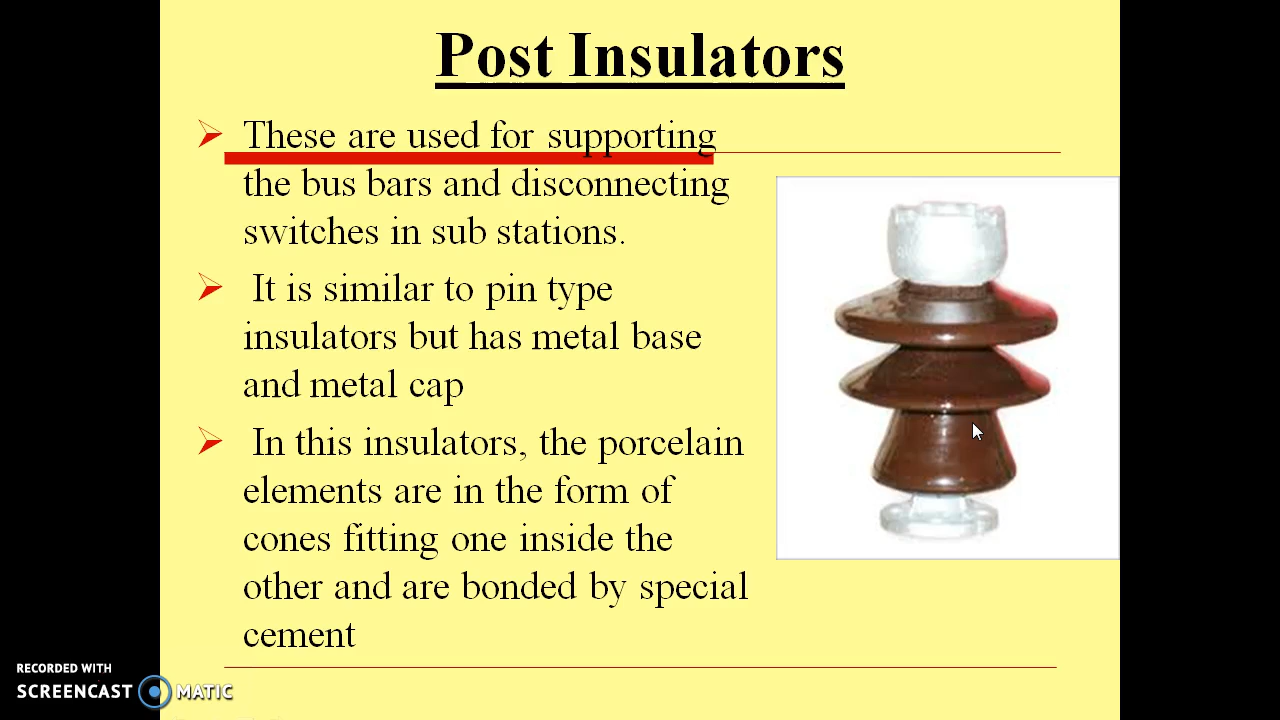 Post Insulators
These are used for supporting
the bus bars and disconnecting
switches in sub stations.
It is similar to pin type
insulators but has metal base
and metal cap
In this insulators, the porcelain
elements are in the form of
cones fitting one inside the
other and are bonded by special
cement
RECORDED WITH
SCREENCAST MATIC